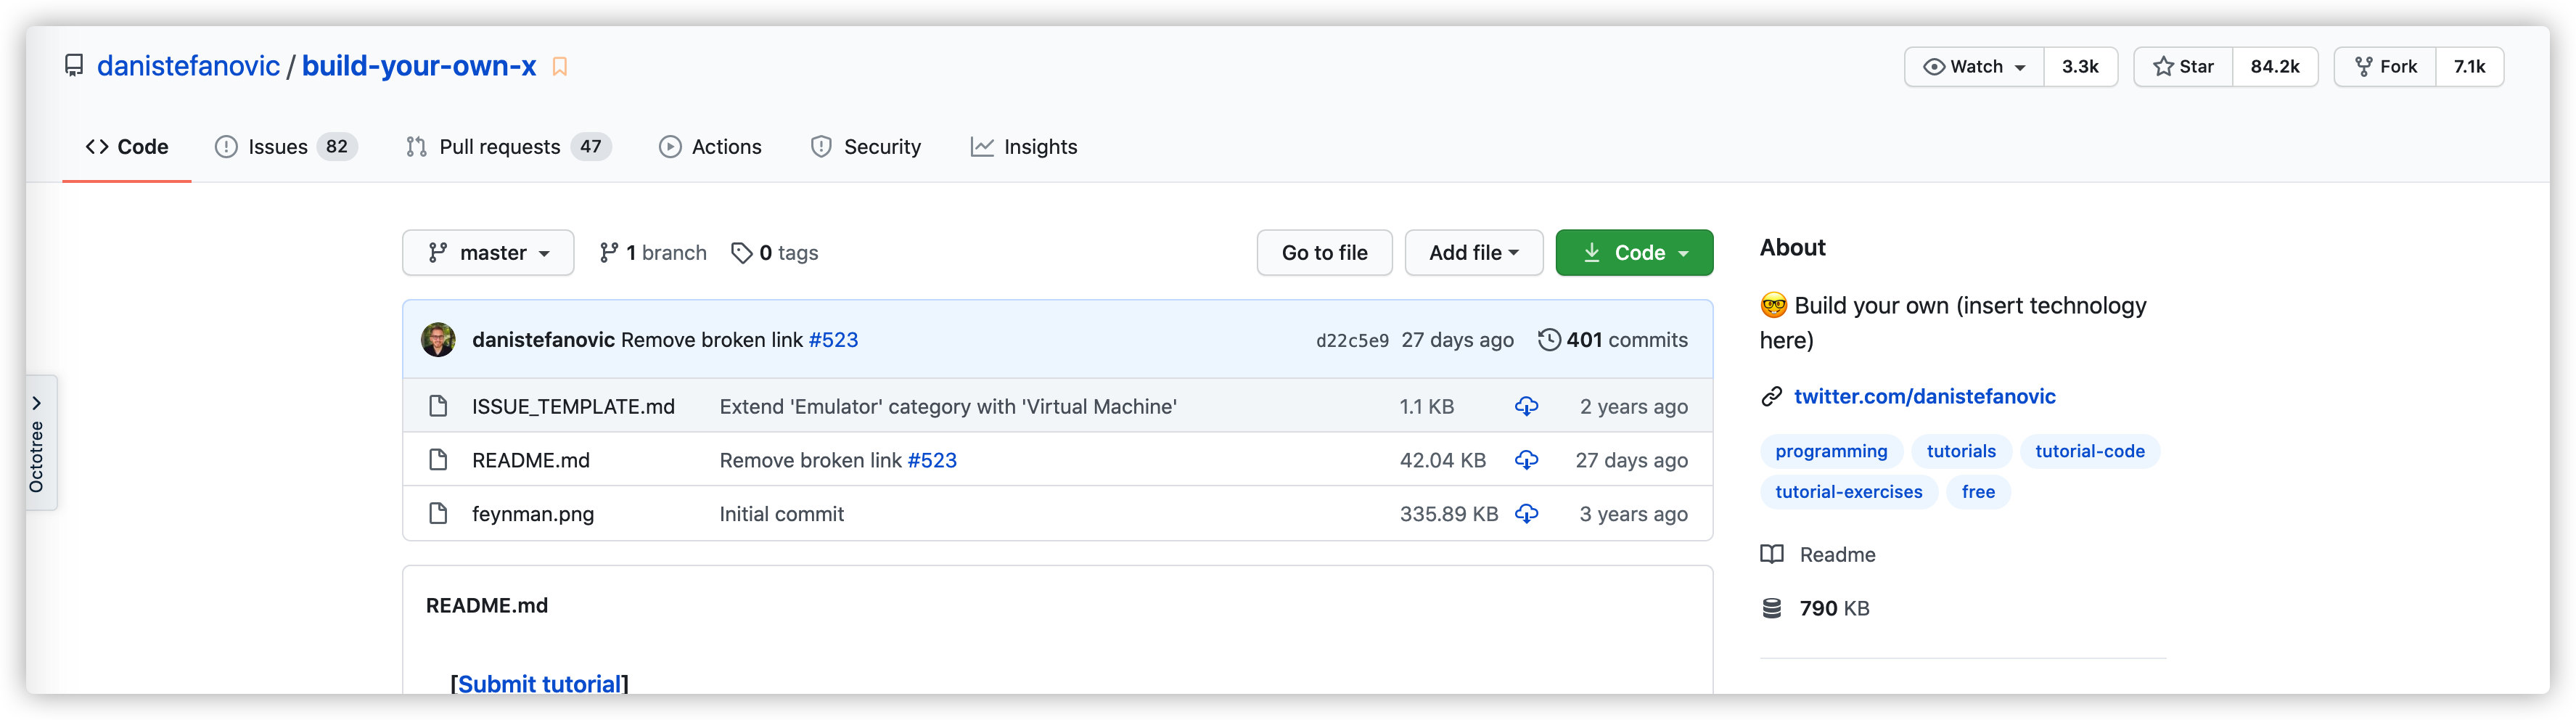 danistefanovic / build-your-own-x
Watch 3.3k Star 84.2k Fork 7.1k
Code Issues 82 Pull requests 47 Actions Security Insights
master 1 branch 0 tags Go to file Add file Code
danistefanovic Remove broken link #523 d22c5e9 27 days ago 401 commits
ISSUE_TEMPLATE.md Extend 'Emulator' category with 'Virtual Machine' 1.1 KB 2 years ago
README.md Remove broken link #523 42.04 KB 27 days ago
feynman.png Initial commit 335.89 KB 3 years ago
README.md
[Submit tutorial]
About
Build your own (insert technology
here)
twitter.com/danistefanovic
programming tutorials tutorial-code
tutorial-exercises free
Readme
790 KB
Octotree